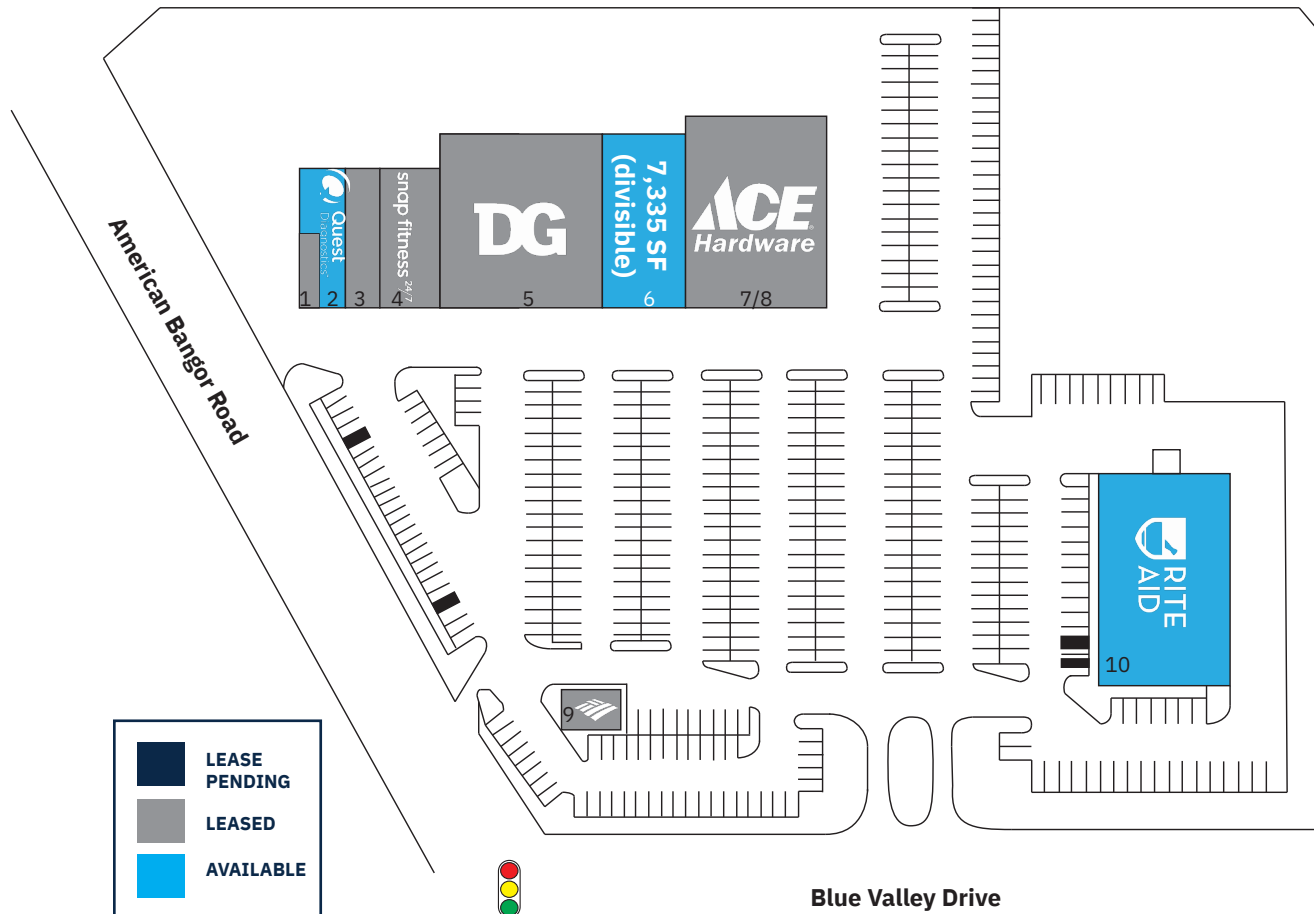 American Bangor Road
1
2
Quest
Diagnostics
3
snap fitness 24/7
4
DG
5
7,335 SF
(divisible)
6
ACE
Hardware
7/8
RITE
AID
10
9
LEASE
PENDING
LEASED
AVAILABLE
Blue Valley Drive